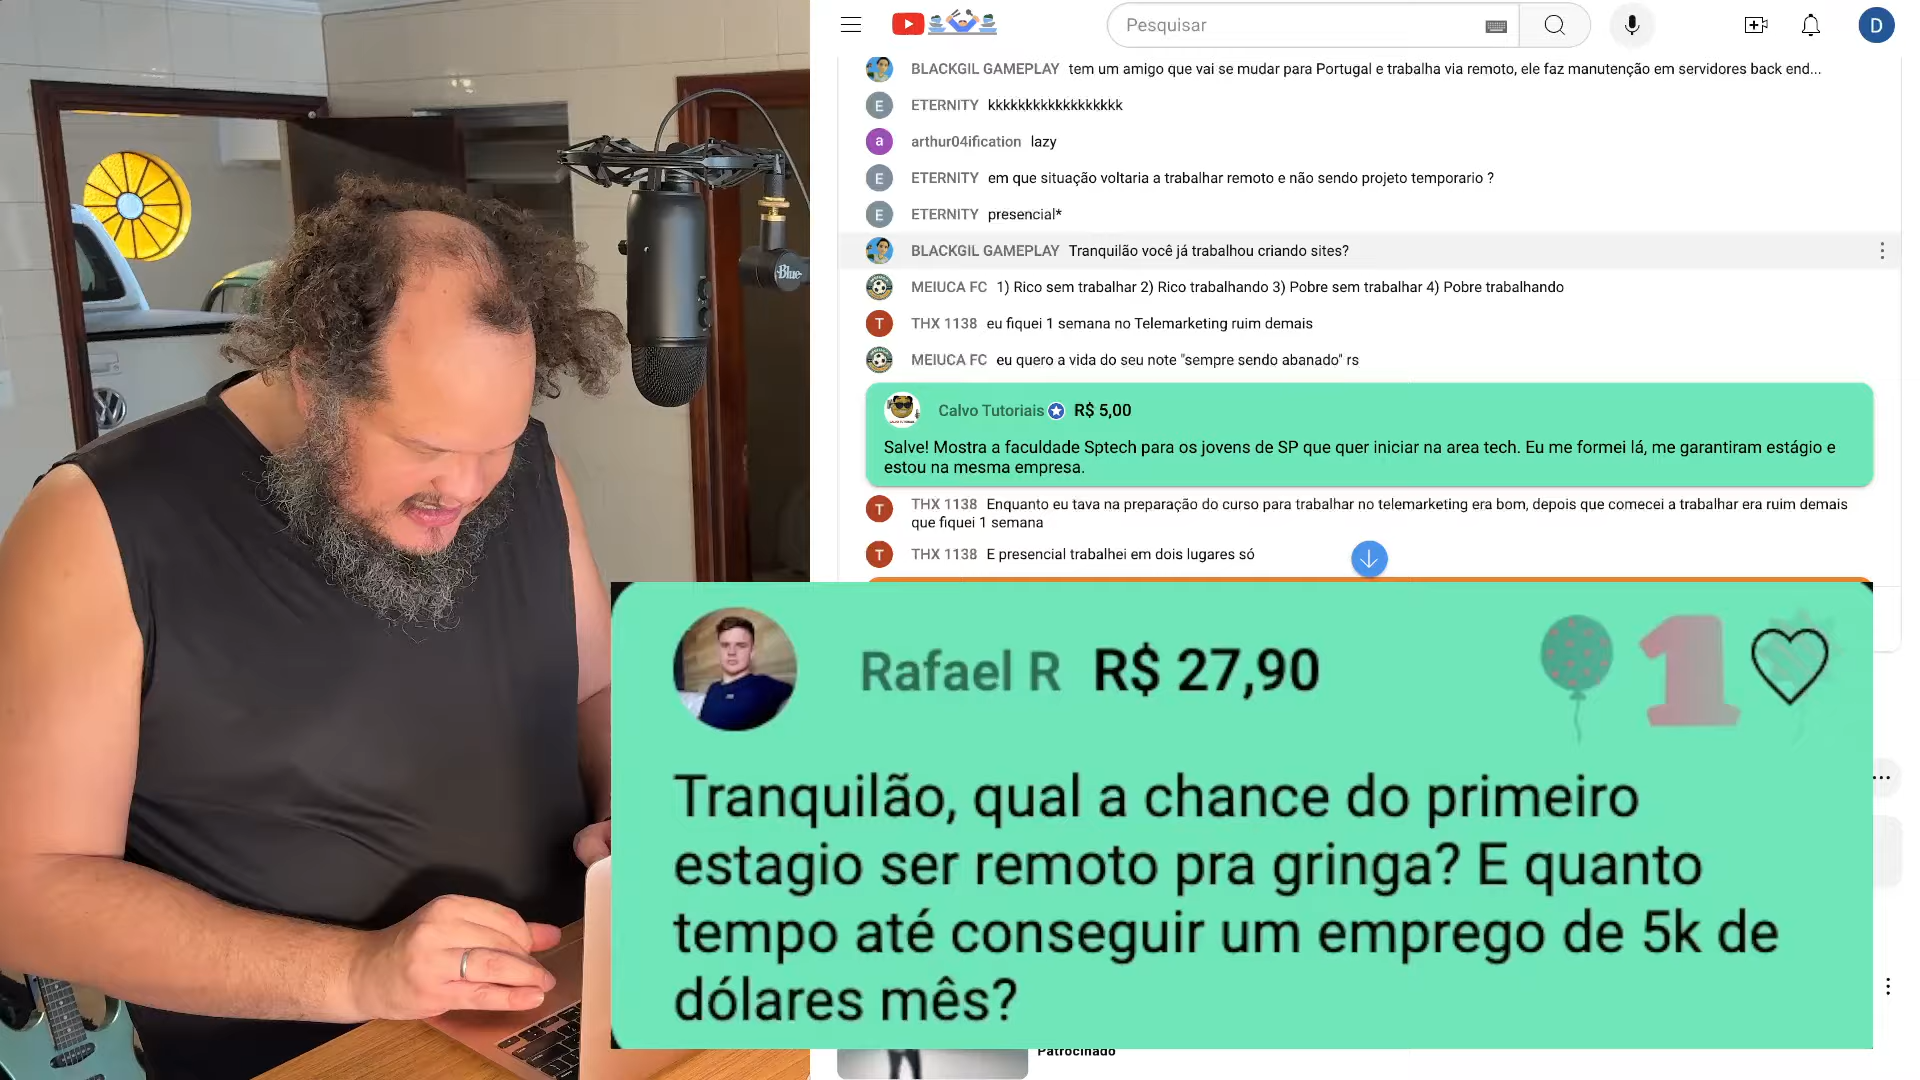 Pesquisar
D
BLACKGIL GAMEPLAY tem um amigo que vai se mudar para Portugal e trabalha via remoto, ele faz manutenção em servidores back end...
E ETERNITY kkkkkkkkkkkkkkkkkk
a arthur04ification lazy
E ETERNITY em que situação voltaria a trabalhar remoto e não sendo projeto temporario ?
E ETERNITY presencial*
BLACKGIL GAMEPLAY Tranquilão você já trabalhou criando sites?
MEIUCA FC 1) Rico sem trabalhar 2) Rico trabalhando 3) Pobre sem trabalhar 4) Pobre trabalhando
T THX 1138 eu fiquei 1 semana no Telemarketing ruim demais
MEIUCA FC eu quero a vida do seu note "sempre sendo abanado" rs
Calvo Tutoriais R$ 5,00
Salve! Mostra a faculdade Sptech para os jovens de SP que quer iniciar na area tech. Eu me formei lá, me garantiram estágio e
estou na mesma empresa.
T THX 1138 Enquanto eu tava na preparação do curso para trabalhar no telemarketing era bom, depois que comecei a trabalhar era ruim demais
que fiquei 1 semana
T THX 1138 E presencial trabalhei em dois lugares só
Rafael R R$ 27,90
1
Tranquilão, qual a chance do primeiro
estagio ser remoto pra gringa? E quanto
tempo até conseguir um emprego de 5k de
dólares mês?
Patrocinado
Blue